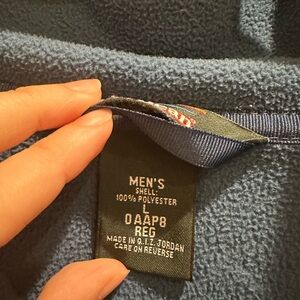 MEN'S
SHELL:
100% POLYESTER
L
0AAP8
REG
MADE IN Q.I.Z. JORDAN
CARE ON REVERSE